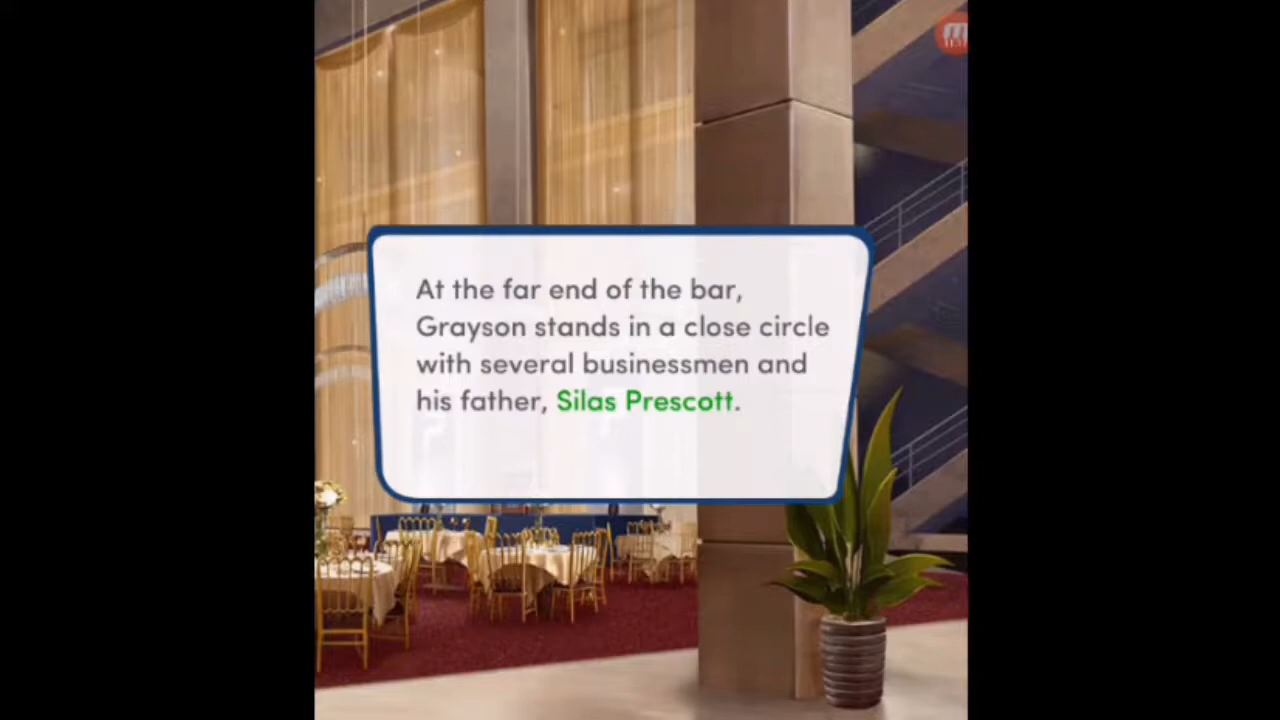 At the far end of the bar,
Grayson stands in a close circle
with several businessmen and
his father, Silas Prescott.